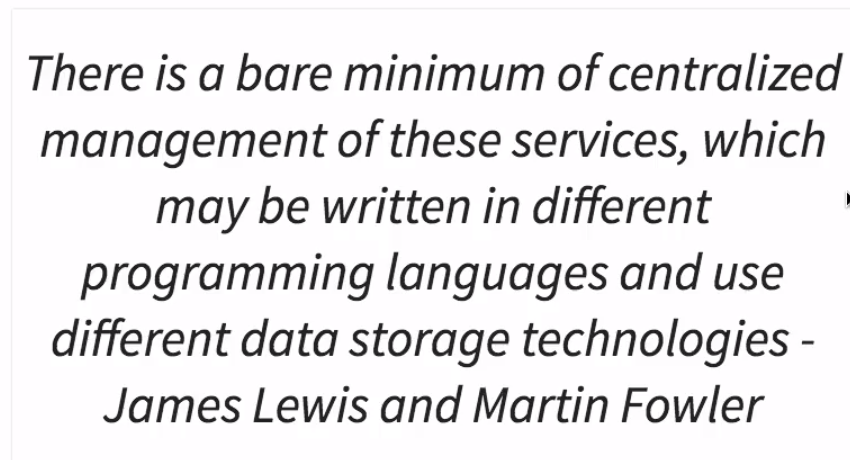 There is a bare minimum of centralized
management of these services, which
may be written in different
programming languages and use
different data storage technologies -
James Lewis and Martin Fowler